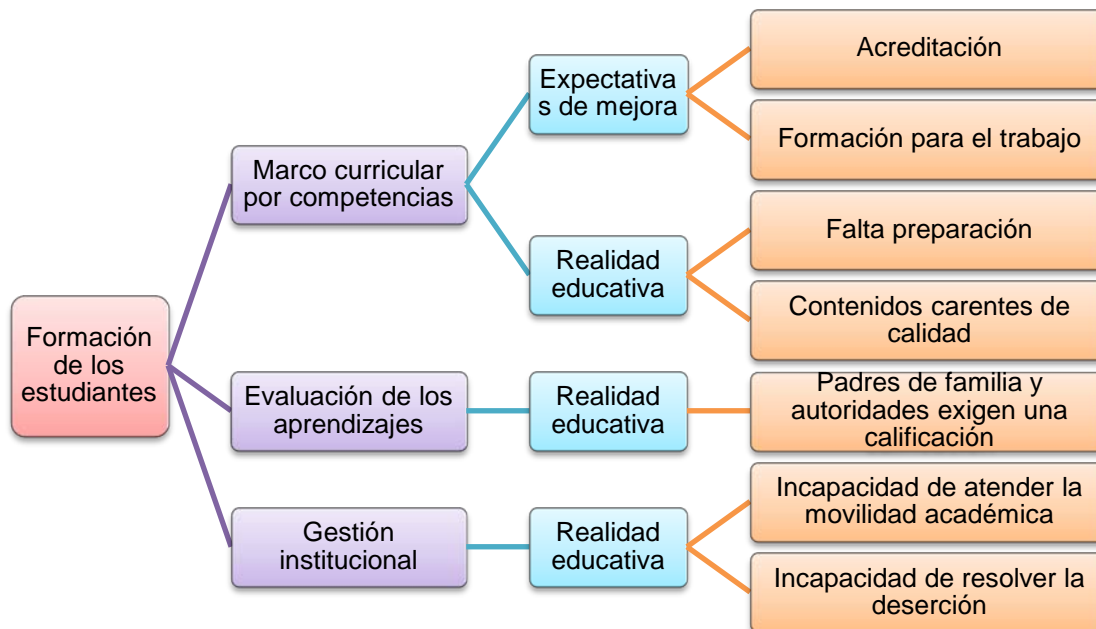 Formación
de los
estudiantes
Marco curricular
por competencias
Expectativa
s de mejora
Acreditación
Formación para el trabajo
Realidad
educativa
Falta preparación
Contenidos carentes de
calidad
Evaluación de los
aprendizajes
Realidad
educativa
Padres de familia y
autoridades exigen una
calificación
Gestión
institucional
Realidad
educativa
Incapacidad de atender la
movilidad académica
Incapacidad de resolver la
deserción